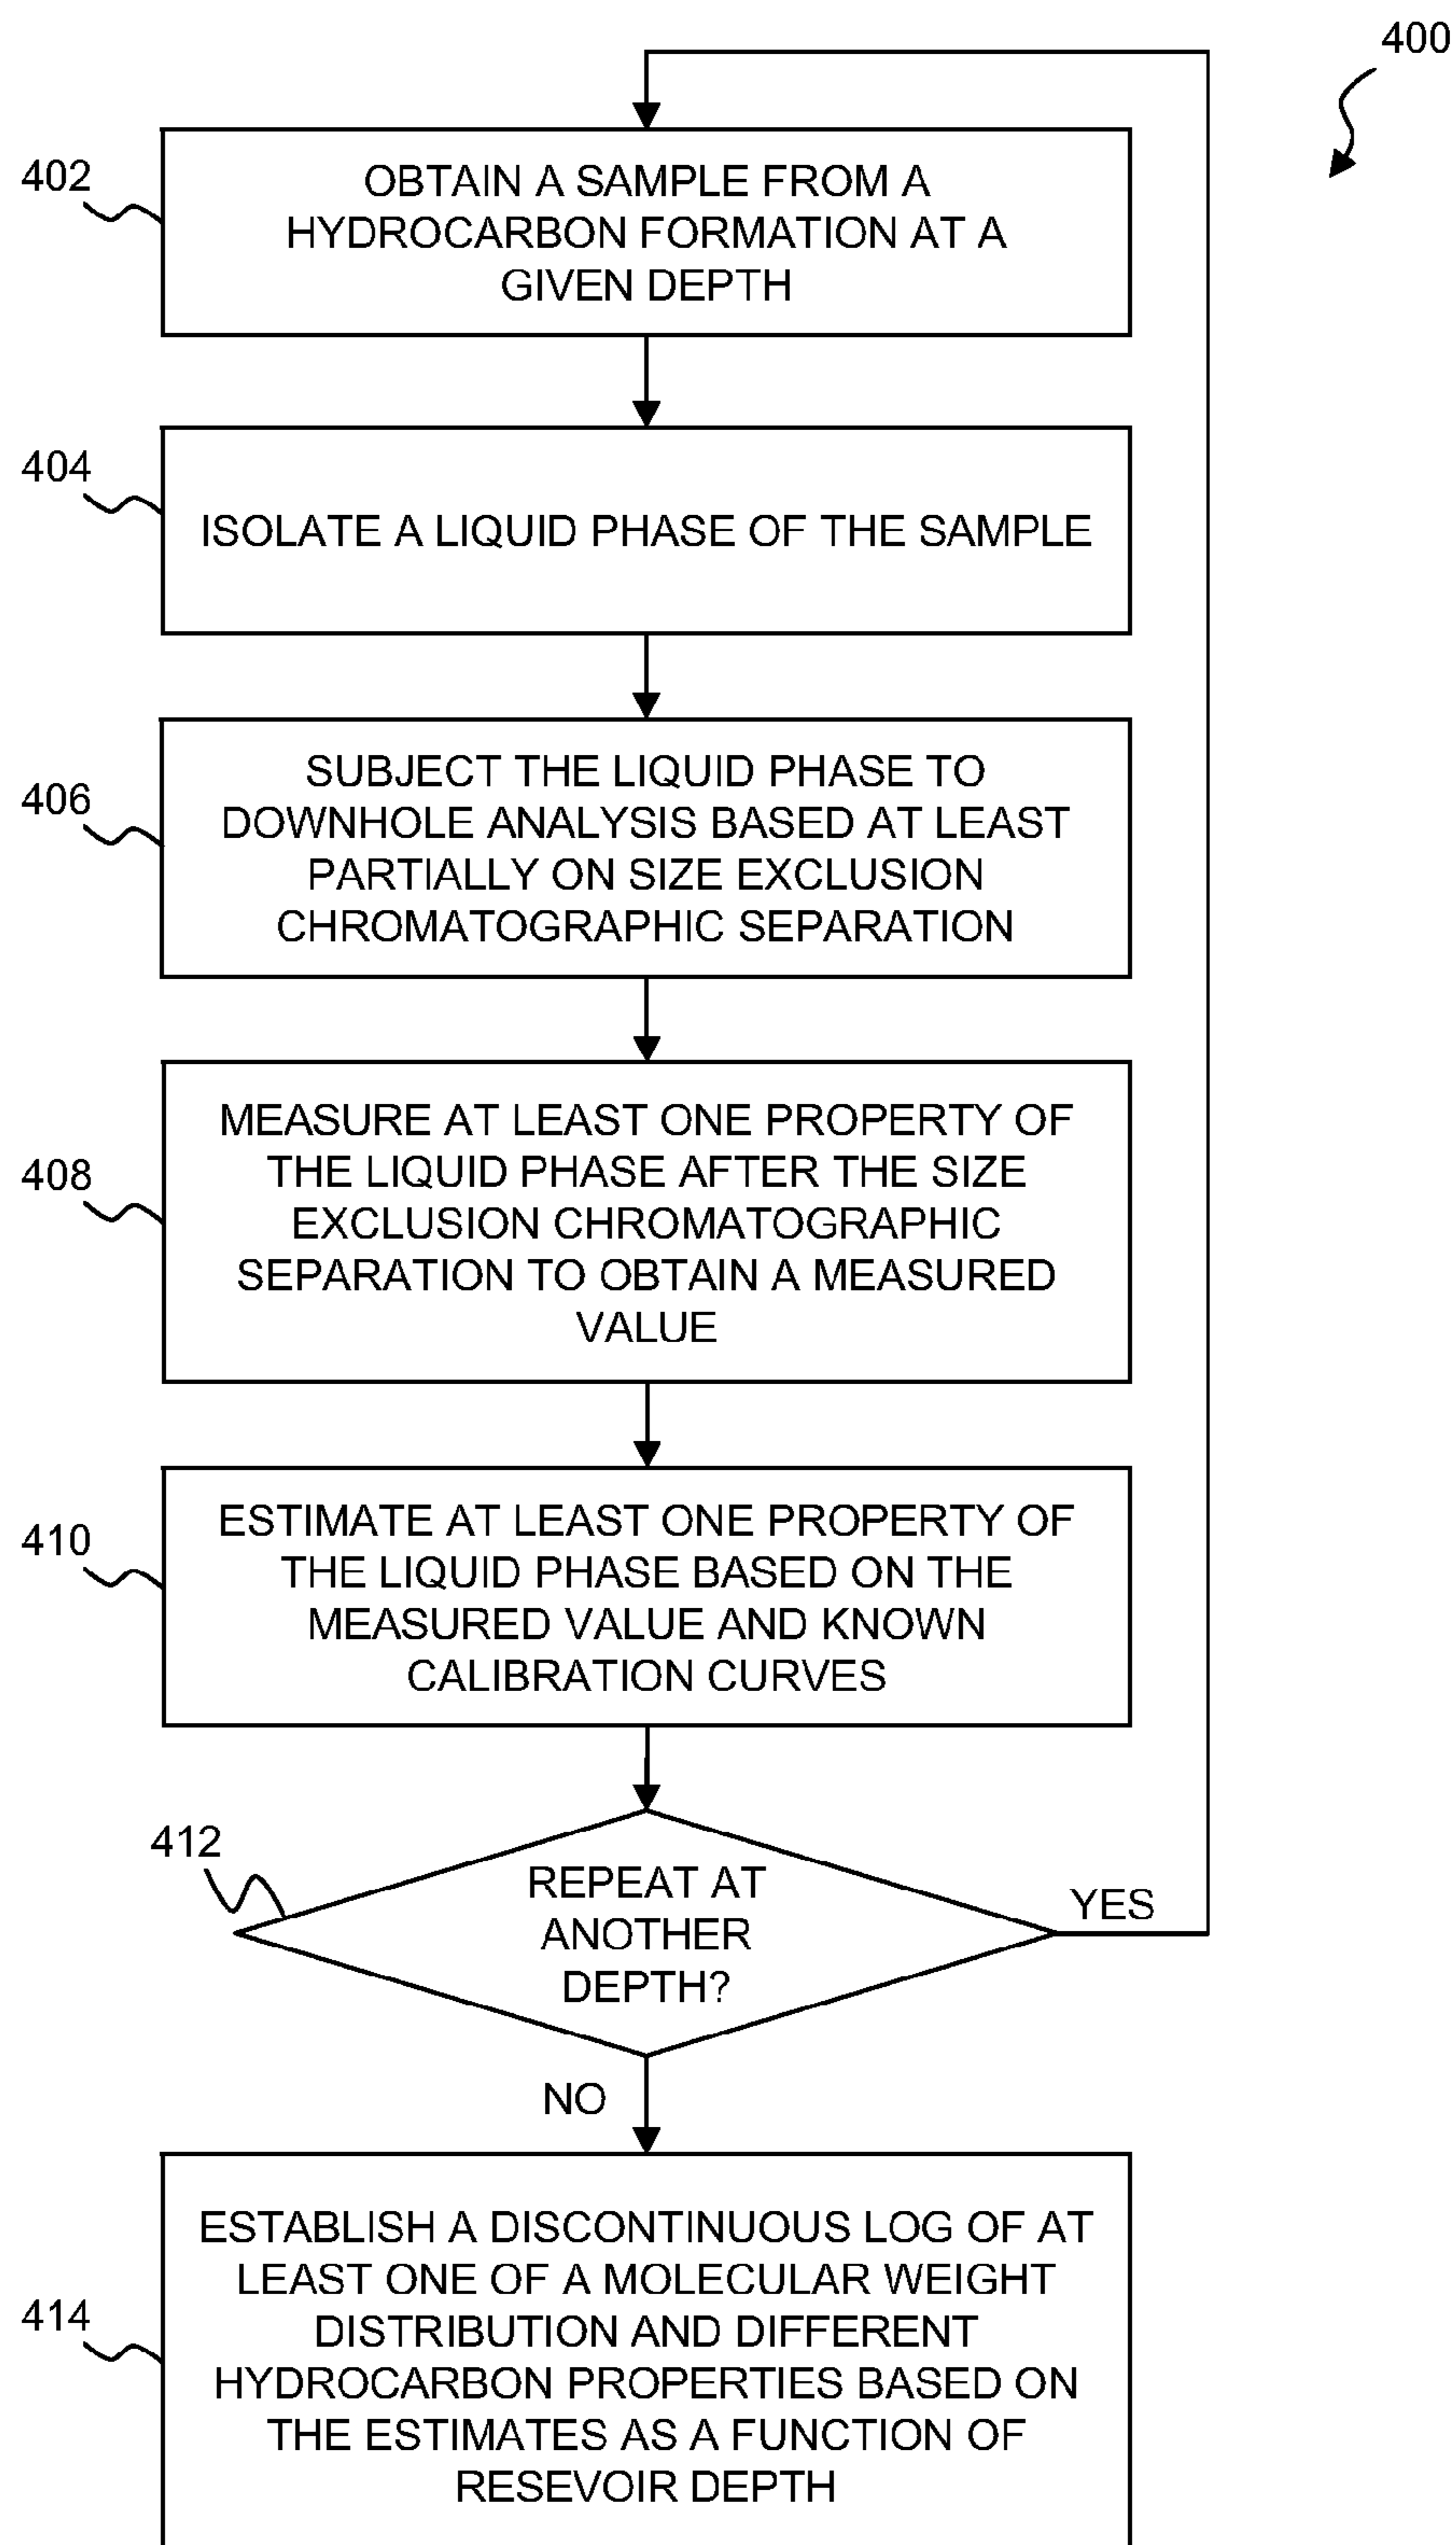 400
402
OBTAIN A SAMPLE FROM A
HYDROCARBON FORMATION AT A
GIVEN DEPTH
404
ISOLATE A LIQUID PHASE OF THE SAMPLE
406
SUBJECT THE LIQUID PHASE TO
DOWNHOLE ANALYSIS BASED AT LEAST
PARTIALLY ON SIZE EXCLUSION
CHROMATOGRAPHIC SEPARATION
408
MEASURE AT LEAST ONE PROPERTY OF
THE LIQUID PHASE AFTER THE SIZE
EXCLUSION CHROMATOGRAPHIC
SEPARATION TO OBTAIN A MEASURED
VALUE
410
ESTIMATE AT LEAST ONE PROPERTY OF
THE LIQUID PHASE BASED ON THE
MEASURED VALUE AND KNOWN
CALIBRATION CURVES
412
REPEAT AT
ANOTHER
DEPTH?
YES
NO
414
ESTABLISH A DISCONTINUOUS LOG OF AT
LEAST ONE OF A MOLECULAR WEIGHT
DISTRIBUTION AND DIFFERENT
HYDROCARBON PROPERTIES BASED ON
THE ESTIMATES AS A FUNCTION OF
RESEVOIR DEPTH